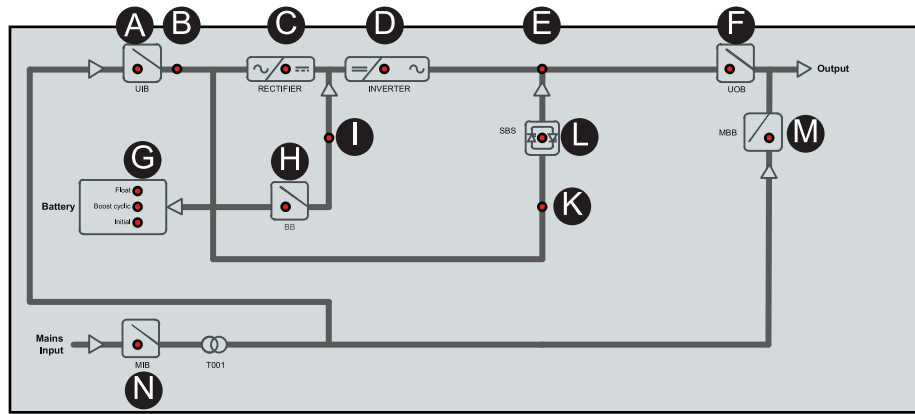 A
B
C
D
E
F
UIB
RECTIFIER
INVERTER
UOB
Output
SBS
L
MBB
M
I
G
H
Float
Battery
Boost cyclic
Initial
BB
K
Mains
Input
MIB
T001
N